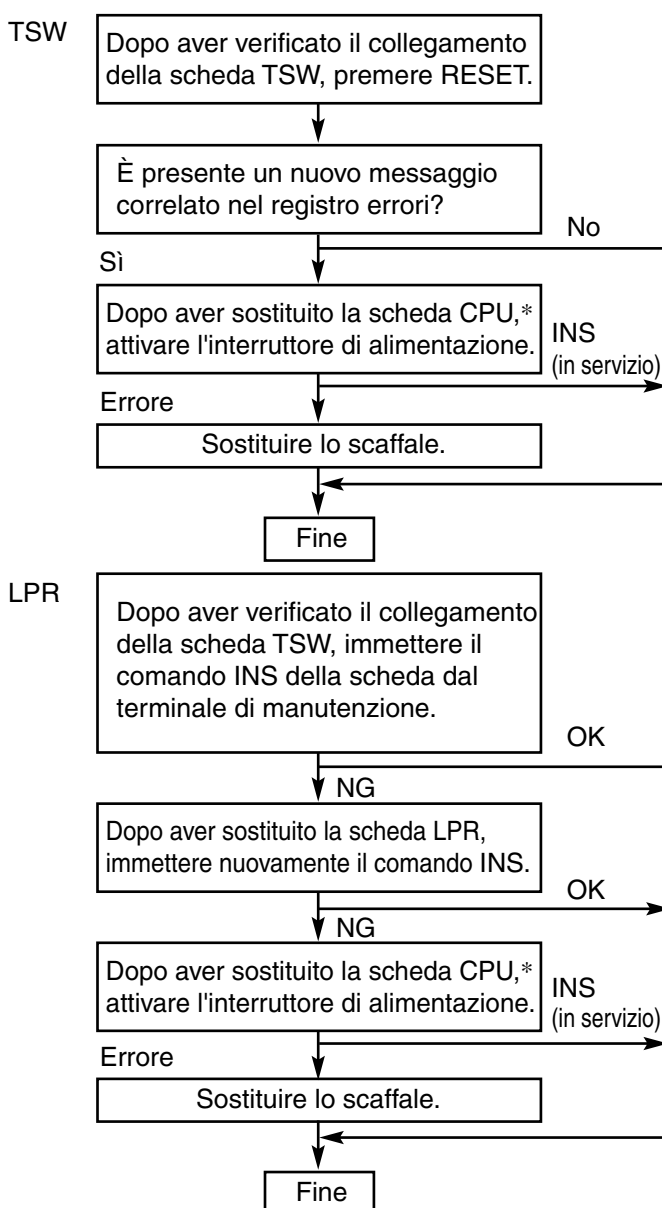 TSW
Dopo aver verificato il collegamento
della scheda TSW, premere RESET.
È presente un nuovo messaggio
correlato nel registro errori?
No
Sì
Dopo aver sostituito la scheda CPU,*
attivare l'interruttore di alimentazione.
INS
(in servizio)
Errore
Sostituire lo scaffale.
Fine
LPR
Dopo aver verificato il collegamento
della scheda TSW, immettere il
comando INS della scheda dal
terminale di manutenzione.
OK
NG
Dopo aver sostituito la scheda LPR,
immettere nuovamente il comando INS.
OK
NG
Dopo aver sostituito la scheda CPU,*
attivare l'interruttore di alimentazione.
INS
(in servizio)
Errore
Sostituire lo scaffale.
Fine